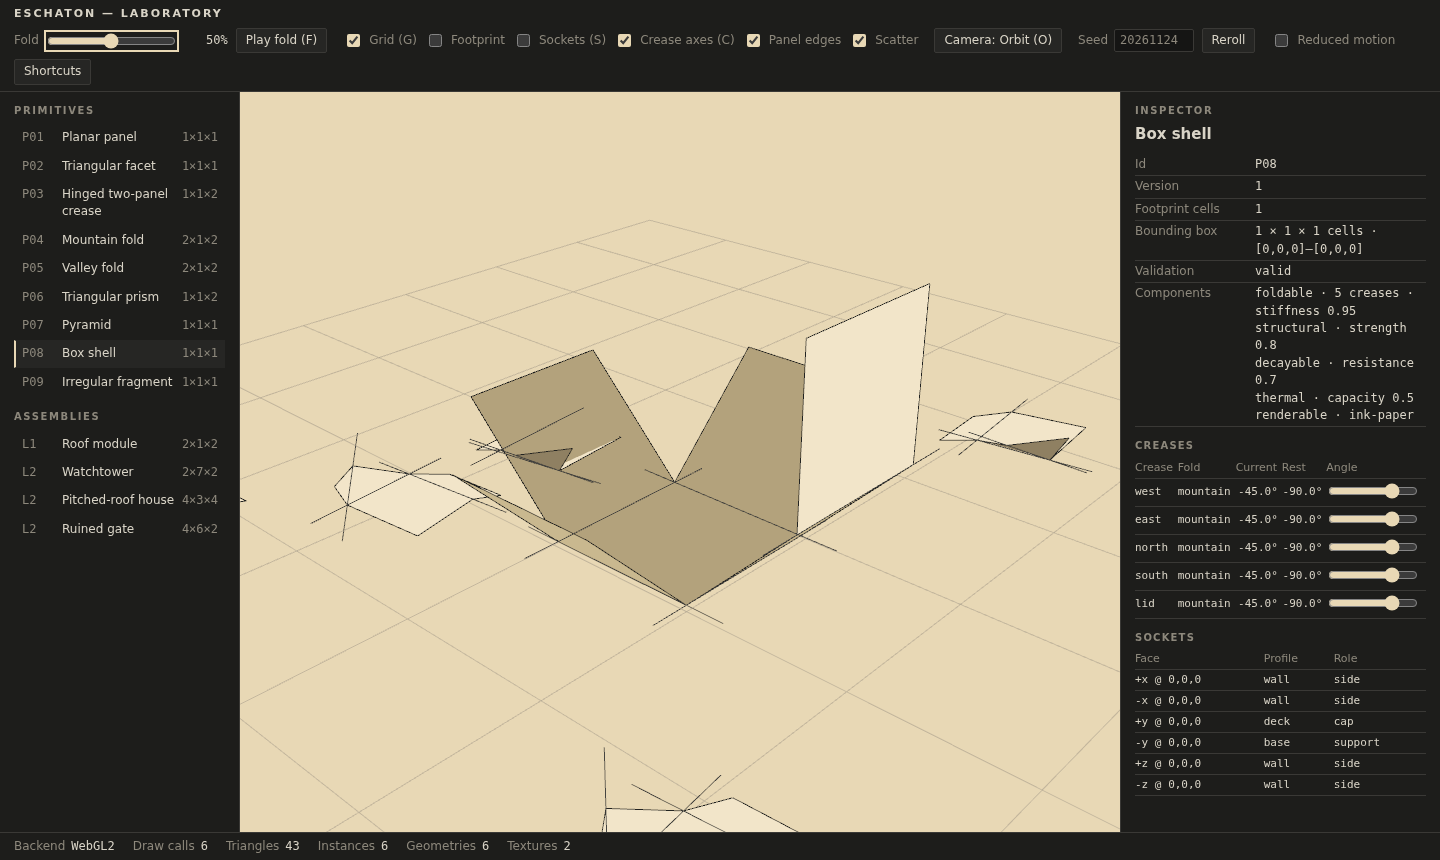 ESCHATON — LABORATORY
Fold 50% Play fold (F) Grid (G) Footprint Sockets (S) Crease axes (C) Panel edges Scatter Camera: Orbit (O) Seed 20261124 Reroll Reduced motion
Shortcuts
PRIMITIVES
P01 Planar panel 1×1×1
P02 Triangular facet 1×1×1
P03 Hinged two-panel 1×1×2
crease
P04 Mountain fold 2×1×2
P05 Valley fold 2×1×2
P06 Triangular prism 1×1×2
P07 Pyramid 1×1×1
P08 Box shell 1×1×1
P09 Irregular fragment 1×1×1
ASSEMBLIES
L1 Roof module 2×1×2
L2 Watchtower 2×7×2
L2 Pitched-roof house 4×3×4
L2 Ruined gate 4×6×2
INSPECTOR
Box shell
Id P08
Version 1
Footprint cells 1
Bounding box 1 × 1 × 1 cells ·
[0,0,0]–[0,0,0]
Validation valid
Components foldable · 5 creases ·
stiffness 0.95
structural · strength
0.8
decayable · resistance
0.7
thermal · capacity 0.5
renderable · ink-paper
CREASES
Crease Fold Current Rest Angle
west mountain -45.0° -90.0°
east mountain -45.0° -90.0°
north mountain -45.0° -90.0°
south mountain -45.0° -90.0°
lid mountain -45.0° -90.0°
SOCKETS
Face Profile Role
+x @ 0,0,0 wall side
-x @ 0,0,0 wall side
+y @ 0,0,0 deck cap
-y @ 0,0,0 base support
+z @ 0,0,0 wall side
-z @ 0,0,0 wall side
Backend WebGL2 Draw calls 6 Triangles 43 Instances 6 Geometries 6 Textures 2